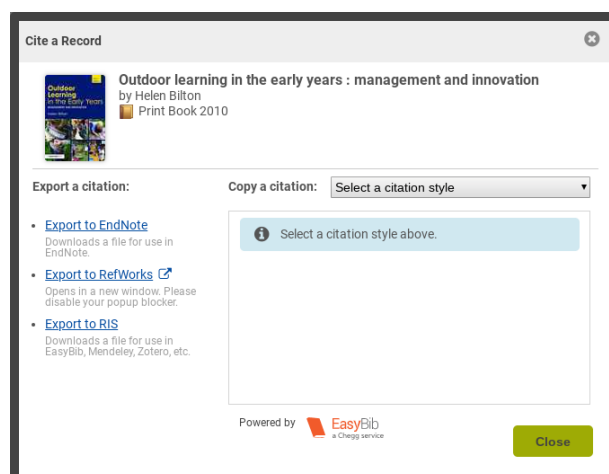 Cite a Record
Outdoor
Learning
in the Early Years
Outdoor learning in the early years : management and innovation
by Helen Bilton
Print Book 2010
Export a citation:
Copy a citation:
Select a citation style
Export to EndNote
Downloads a file for use in
EndNote.
Export to RefWorks
Opens in a new window. Please
disable your popup blocker.
Export to RIS
Downloads a file for use in
EasyBib, Mendeley, Zotero, etc.
Select a citation style above.
Powered by
EasyBib
a Chegg service
Close